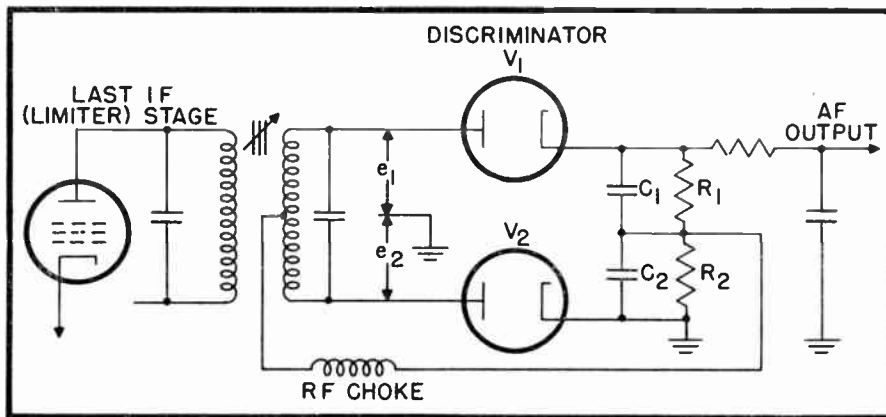 DISCRIMINATOR
V1
LAST IF
(LIMITER) STAGE
AF
OUTPUT
e1
C1
R1
V2
e2
C2
R2
RF CHOKE